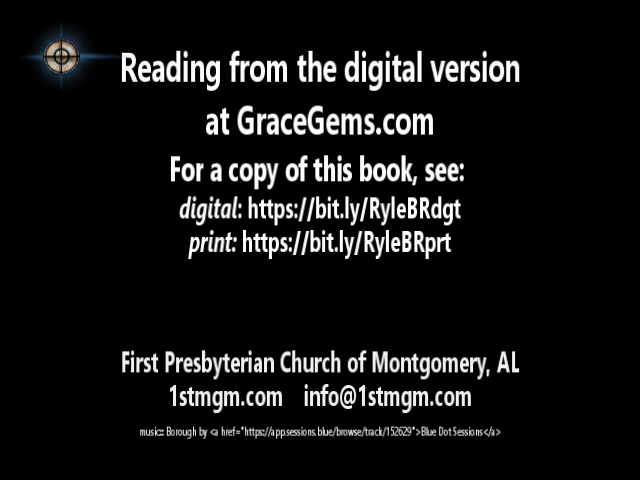 Reading from the digital version
at GraceGems.com
For a copy of this book, see:
digital: https://bit.ly/RyleBRdgt
print: https://bit.ly/RyleBRprt
First Presbyterian Church of Montgomery, AL
1stmgm.com info@1stmgm.com
music:: Borough by <a href="https://app.sessions.blue/browse/track/152629">Blue Dot Sessions</a>